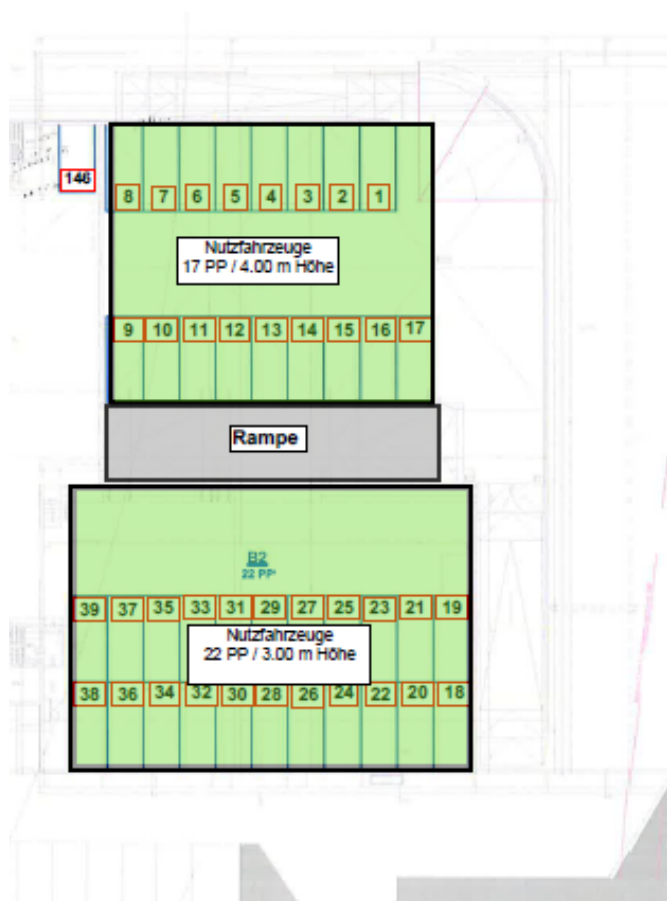 146
8 7 6 5 4 3 2 1
Nutzfahrzeuge
17 PP / 4.00 m Höhe
9 10 11 12 13 14 15 16 17
Rampe
B2
22 PP
39 37 35 33 31 29 27 25 23 21 19
Nutzfahrzeuge
22 PP / 3.00 m Höhe
38 36 34 32 30 28 26 24 22 20 18